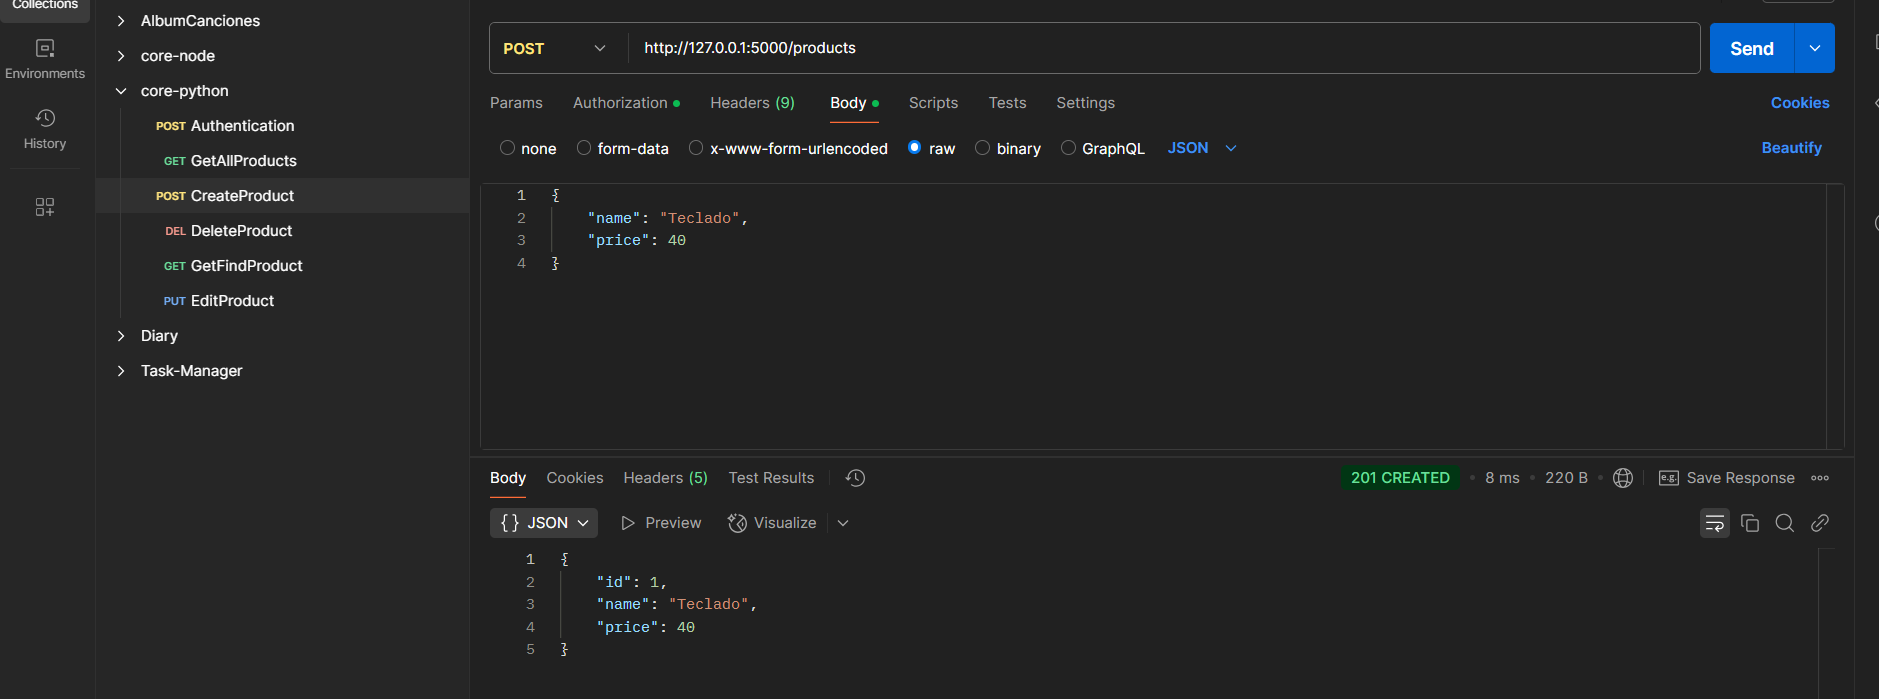 Collections
Environments
History
AlbumCanciones
core-node
core-python
POST Authentication
GET GetAllProducts
POST CreateProduct
DEL DeleteProduct
GET GetFindProduct
PUT EditProduct
Diary
Task-Manager
POST http://127.0.0.1:5000/products Send
Params Authorization Headers (9) Body Scripts Tests Settings Cookies
none form-data x-www-form-urlencoded raw binary GraphQL JSON Beautify
1 {
2 "name": "Teclado",
3 "price": 40
4 }
Body Cookies Headers (5) Test Results 201 CREATED • 8 ms • 220 B • e.g. Save Response
{} JSON Preview Visualize
1 {
2 "id": 1,
3 "name": "Teclado",
4 "price": 40
5 }